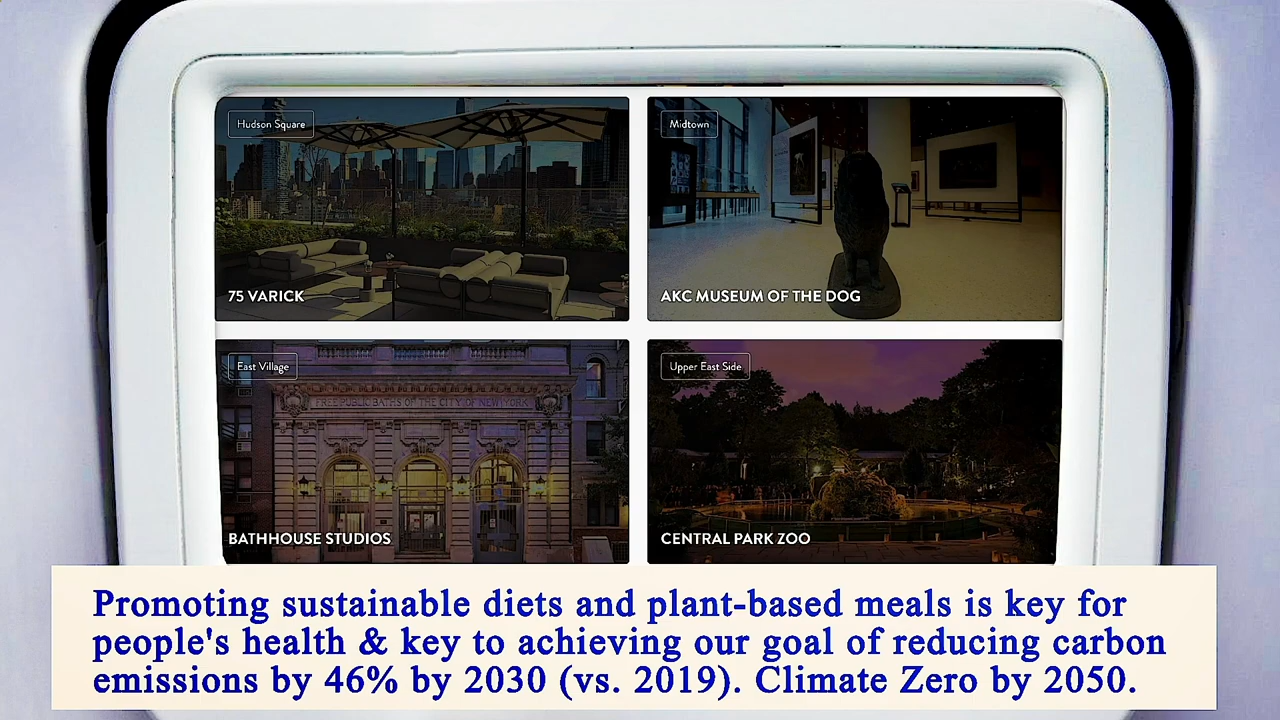 Hudson Square
75 VARICK
Midtown
AKC MUSEUM OF THE DOG
East Village
FREE PUBLIC BATHS OF THE CITY OF NEW YORK
BATHHOUSE STUDIOS
Upper East Side
CENTRAL PARK ZOO
Promoting sustainable diets and plant-based meals is key for
people's health & key to achieving our goal of reducing carbon
emissions by 46% by 2030 (vs. 2019). Climate Zero by 2050.